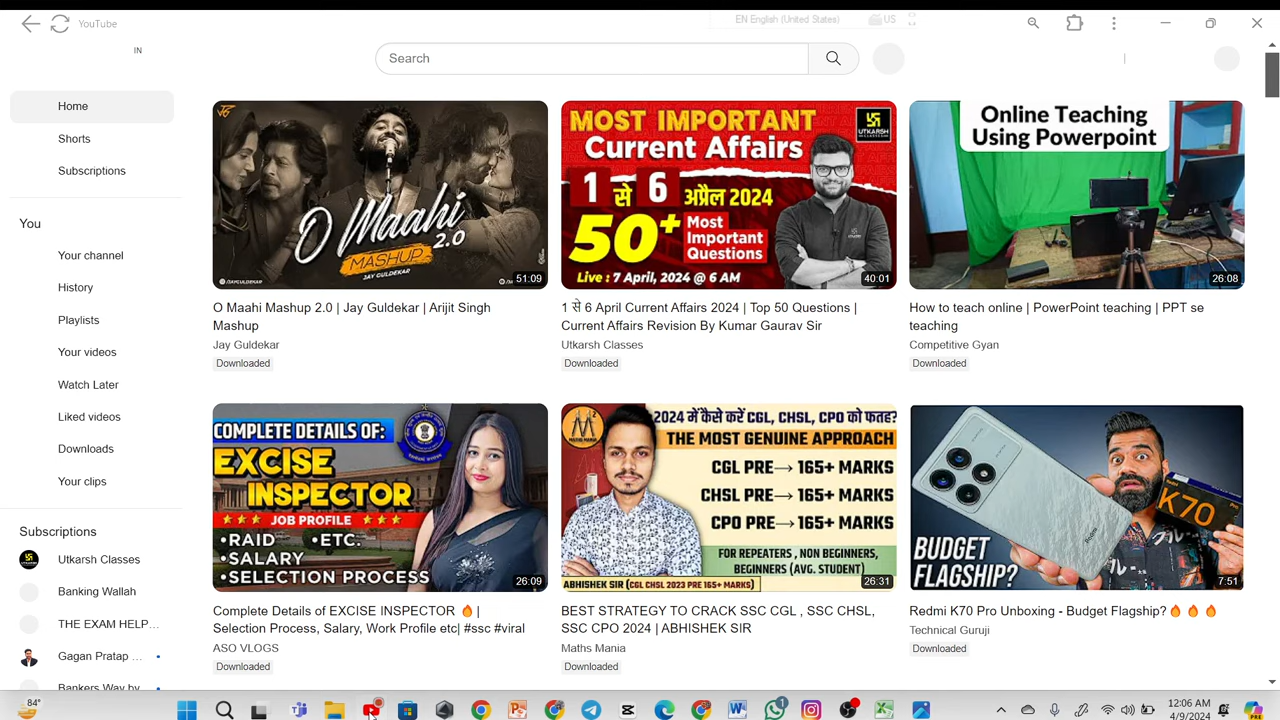 YouTube
EN English (United States)
US
IN
Search
Home
Shorts
Subscriptions
You
Your channel
History
Playlists
Your videos
Watch Later
Liked videos
Downloads
Your clips
Subscriptions
Utkarsh Classes
Banking Wallah
THE EXAM HELP...
Gagan Pratap ...
Bankers Way by
O Maahi
2.0
MASHUP
JAY GULDEKAR
51:09
O Maahi Mashup 2.0 | Jay Guldekar | Arijit Singh
Mashup
Jay Guldekar
Downloaded
MOST IMPORTANT
Current Affairs
UTKARSH
1 से 6 अप्रैल 2024
50+ Most
Important
Questions
Live : 7 April, 2024 @ 6 AM
40:01
1 से 6 April Current Affairs 2024 | Top 50 Questions |
Current Affairs Revision By Kumar Gaurav Sir
Utkarsh Classes
Downloaded
Online Teaching
Using Powerpoint
26:08
How to teach online | PowerPoint teaching | PPT se
teaching
Competitive Gyan
Downloaded
COMPLETE DETAILS OF:
EXCISE
INSPECTOR
JOB PROFILE
•RAID •ETC.
•SALARY
•SELECTION PROCESS
26:09
Complete Details of EXCISE INSPECTOR 🔥|
Selection Process, Salary, Work Profile etc| #ssc #viral
ASO VLOGS
Downloaded
2024 में कैसे करें CGL, CHSL, CPO को फतह?
THE MOST GENUINE APPROACH
CGL PRE→ 165+ MARKS
CHSL PRE→ 165+ MARKS
CPO PRE→ 165+ MARKS
FOR REPEATERS , NON BEGINNERS,
BEGINNERS (AVG. STUDENT)
ABHISHEK SIR (CGL CHSL 2023 PRE 165+ MARKS)
26:31
BEST STRATEGY TO CRACK SSC CGL , SSC CHSL,
SSC CPO 2024 | ABHISHEK SIR
Maths Mania
Downloaded
Redmi
K70
BUDGET
FLAGSHIP?
7:51
Redmi K70 Pro Unboxing - Budget Flagship?🔥🔥🔥
Technical Guruji
Downloaded
84°
1
12:06 AM
4/9/2024